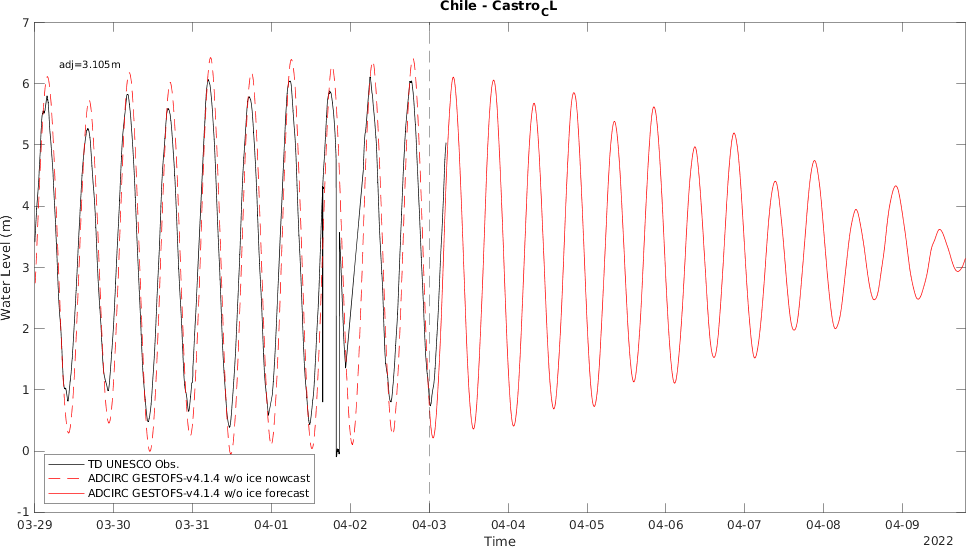 Chile - Castro_CL
7
adj=3.105m
6
5
4
3
2
1
0
-1
Water Level (m)
TD UNESCO Obs.
ADCIRC GESTOFS-v4.1.4 w/o ice nowcast
ADCIRC GESTOFS-v4.1.4 w/o ice forecast
03-29 03-30 03-31 04-01 04-02 04-03 04-04 04-05 04-06 04-07 04-08 04-09
Time
2022